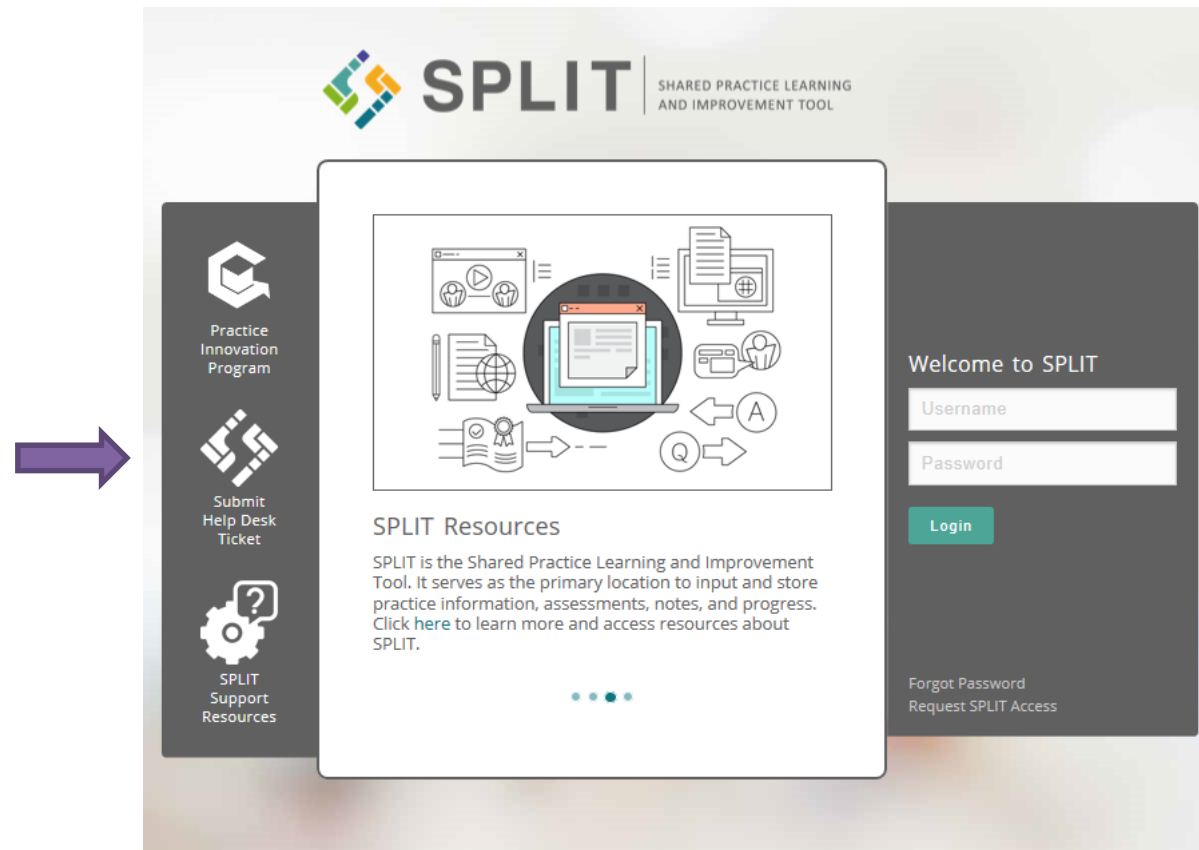 SPLIT
SHARED PRACTICE LEARNING
AND IMPROVEMENT TOOL
Practice
Innovation
Program
Submit
Help Desk
Ticket
SPLIT
Support
Resources
A
Q
?
SPLIT Resources
SPLIT is the Shared Practice Learning and Improvement
Tool. It serves as the primary location to input and store
practice information, assessments, notes, and progress.
Click here to learn more and access resources about
SPLIT.
Welcome to SPLIT
Username
Password
Login
Forgot Password
Request SPLIT Access